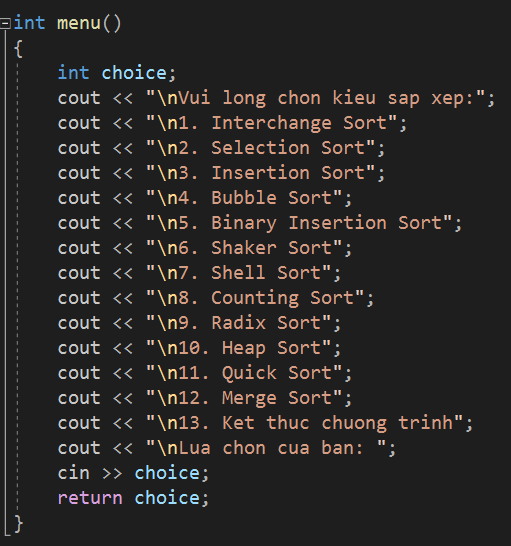 int menu()
{
int choice;
cout << "\nVui long chon kieu sap xep:";
cout << "\n1. Interchange Sort";
cout << "\n2. Selection Sort";
cout << "\n3. Insertion Sort";
cout << "\n4. Bubble Sort";
cout << "\n5. Binary Insertion Sort";
cout << "\n6. Shaker Sort";
cout << "\n7. Shell Sort";
cout << "\n8. Counting Sort";
cout << "\n9. Radix Sort";
cout << "\n10. Heap Sort";
cout << "\n11. Quick Sort";
cout << "\n12. Merge Sort";
cout << "\n13. Ket thuc chuong trinh";
cout << "\nLua chon cua ban: ";
cin >> choice;
return choice;
}